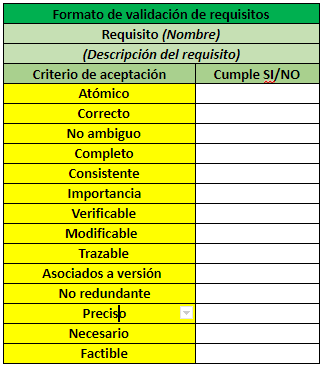 Formato de validación de requisitos
Requisito (Nombre)
(Descripción del requisito)
Criterio de aceptación Cumple SI/NO
Atómico
Correcto
No ambiguo
Completo
Consistente
Importancia
Verificable
Modificable
Trazable
Asociados a versión
No redundante
Preciso
Necesario
Factible